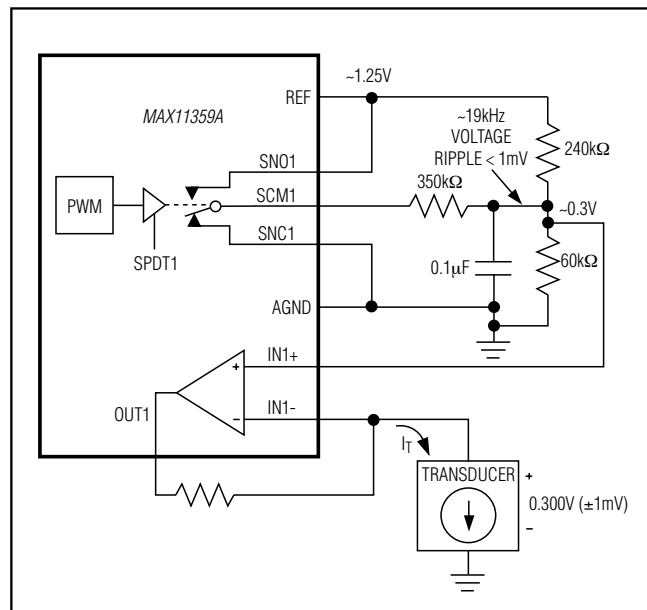 ~1.25V
REF
MAX11359A
~19kHz
VOLTAGE
RIPPLE < 1mV
240kΩ
SNO1
350kΩ
PWM
SCM1
~0.3V
SNC1
SPDT1
0.1µF
60kΩ
AGND
IN1+
+
OUT1
IN1-
−
IT
TRANSDUCER
+
0.300V (±1mV)
−